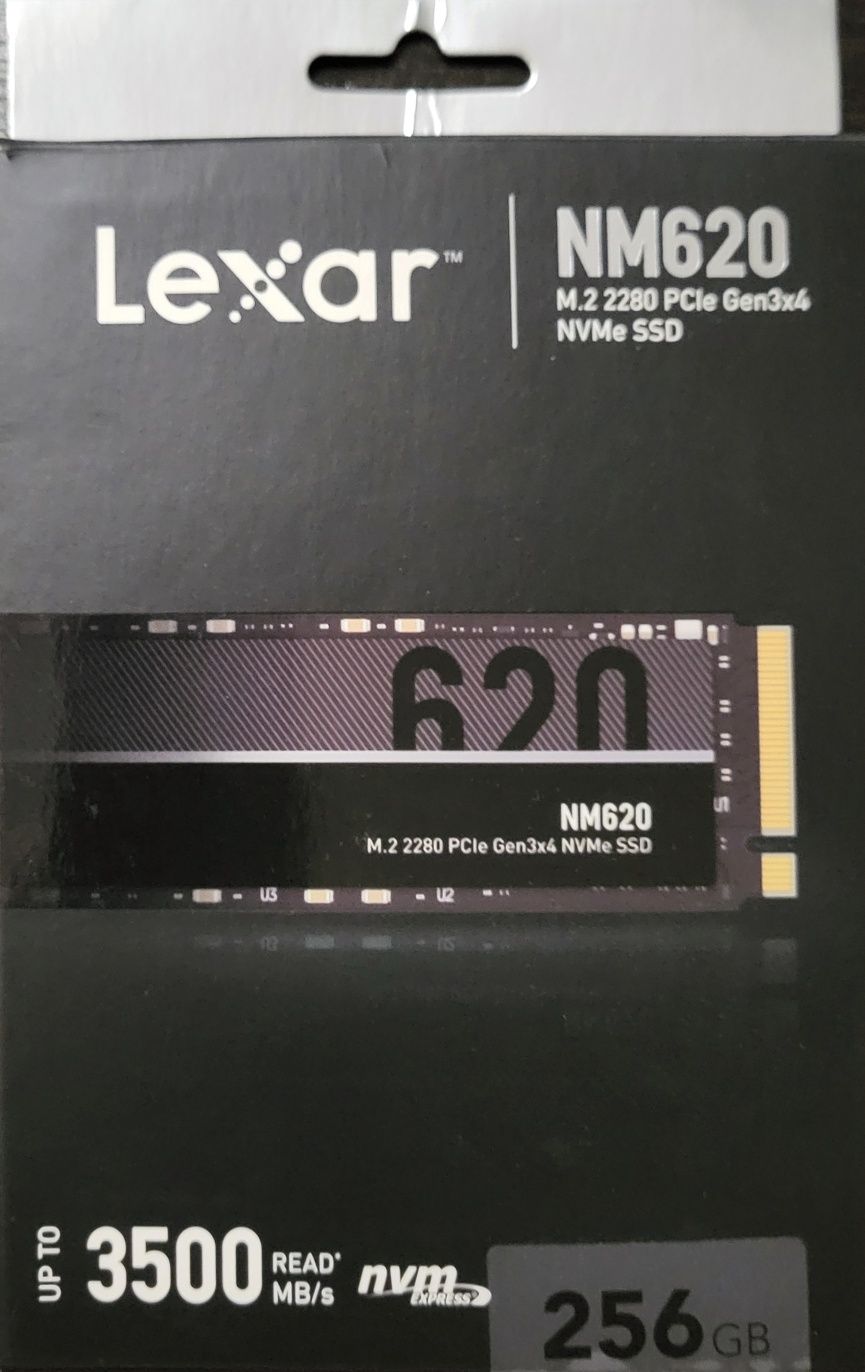 Lexar™
NM620
M.2 2280 PCIe Gen3x4
NVMe SSD
620
NM620
M.2 2280 PCIe Gen3x4 NVMe SSD
U3
U2
UP TO
3500
READ*
MB/s
nvm
EXPRESS
256GB